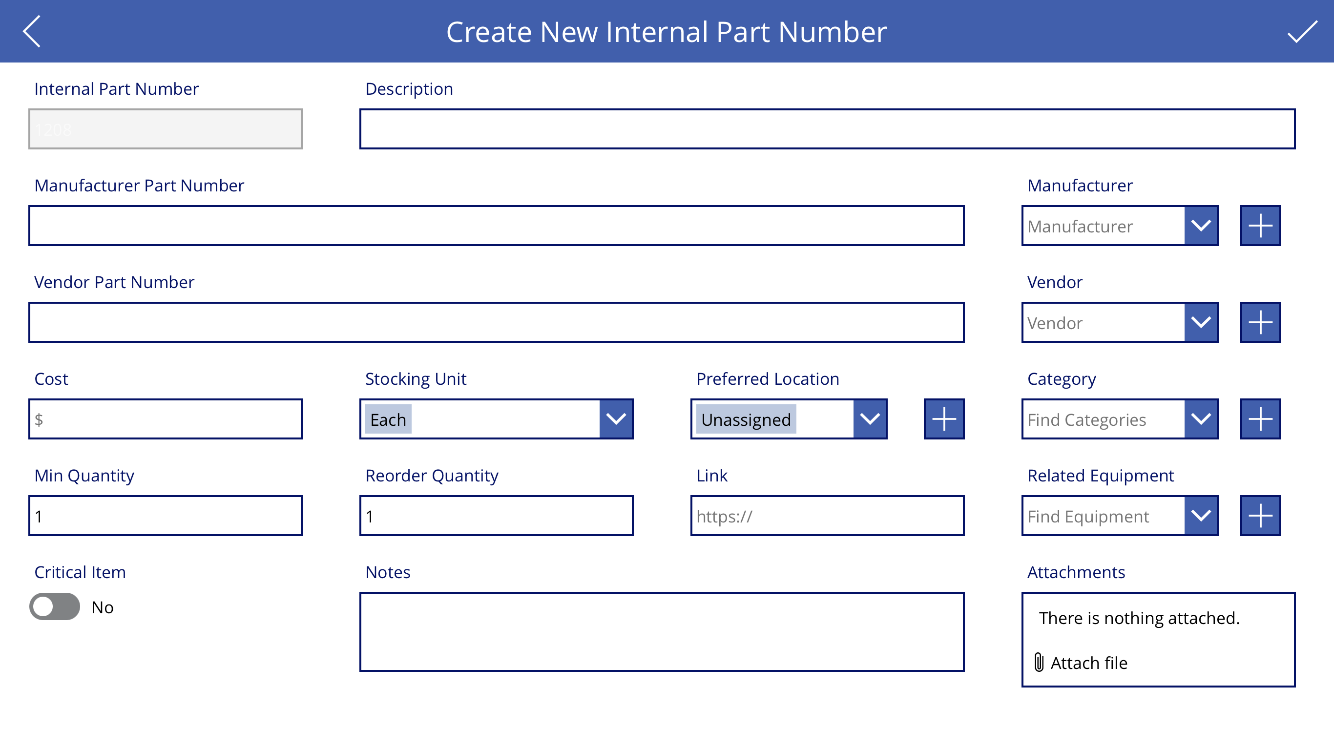 Create New Internal Part Number
Internal Part Number
Description
1208
Manufacturer Part Number
Manufacturer
Manufacturer
Vendor Part Number
Vendor
Vendor
Cost
Stocking Unit
Preferred Location
Category
$
Each
Unassigned
Find Categories
Min Quantity
Reorder Quantity
Link
Related Equipment
1
1
https://
Find Equipment
Critical Item
Notes
Attachments
No
There is nothing attached.
Attach file